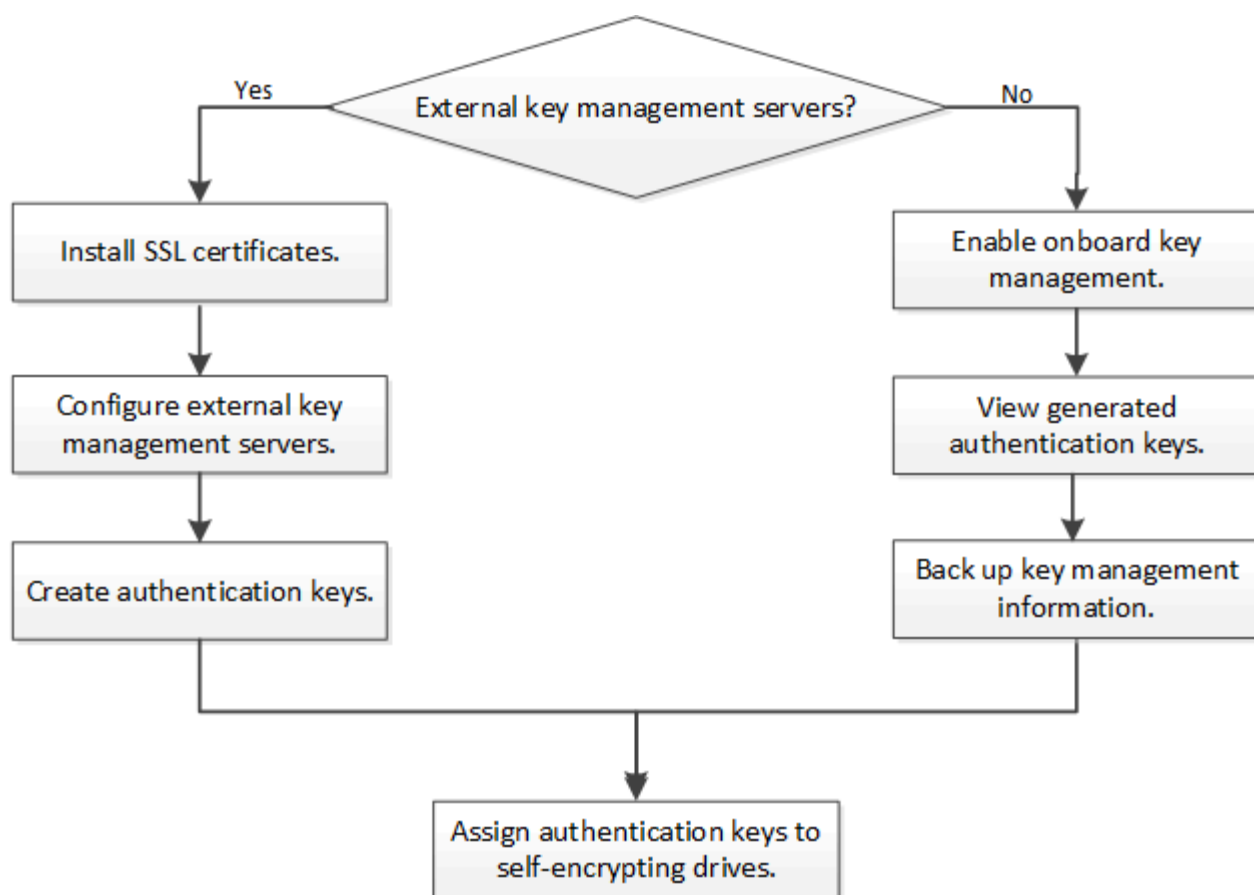 External key management servers?
Yes
No
Install SSL certificates.
Enable onboard key
management.
Configure external key
management servers.
View generated
authentication keys.
Create authentication keys.
Back up key management
information.
Assign authentication keys to
self-encrypting drives.